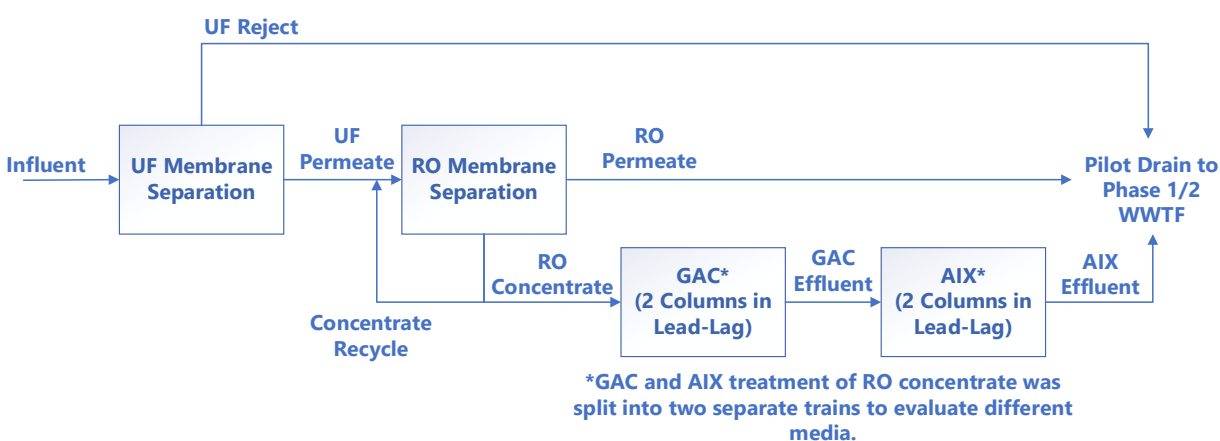 UF Reject
Influent
UF Membrane
Separation
UF
Permeate
RO Membrane
Separation
RO
Permeate
Pilot Drain to
Phase 1/2
WWTF
Concentrate
Recycle
RO
Concentrate
GAC*
(2 Columns in
Lead-Lag)
GAC
Effluent
AIX*
(2 Columns in
Lead-Lag)
AIX
Effluent
*GAC and AIX treatment of RO concentrate was
split into two separate trains to evaluate different
media.